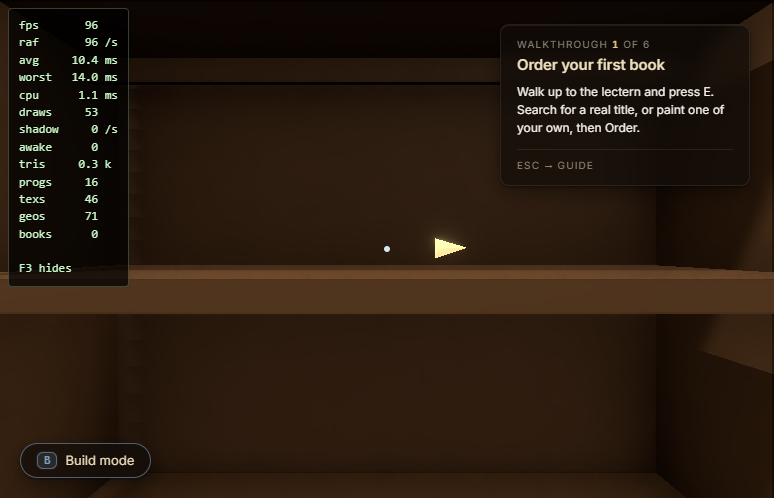 fps 96
raf 96 /s
avg 10.4 ms
worst 14.0 ms
cpu 1.1 ms
draws 53
shadow 0 /s
awake 0
tris 0.3 k
progs 16
texs 46
geos 71
books 0
F3 hides
WALKTHROUGH 1 OF 6
Order your first book
Walk up to the lectern and press E.
Search for a real title, or paint one of
your own, then Order.
ESC → GUIDE
B Build mode